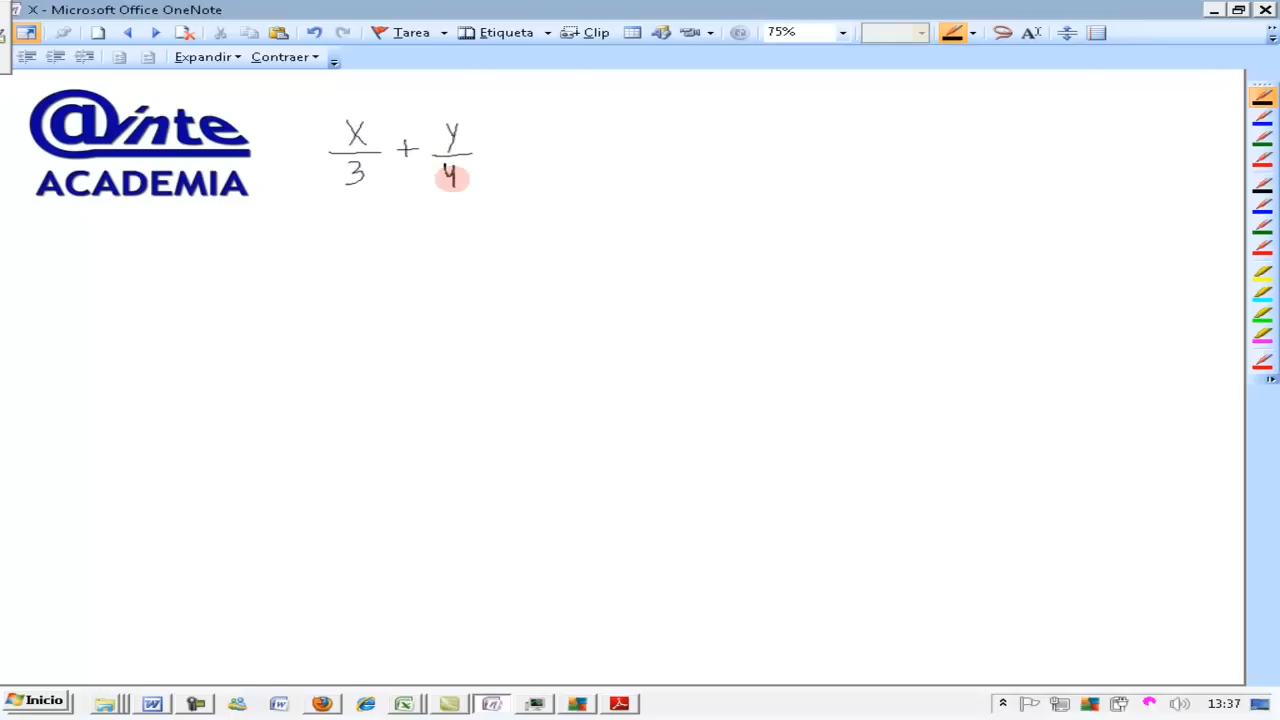 X - Microsoft Office OneNote
Tarea Etiqueta Clip 75%
Expandir Contraer
@inte
ACADEMIA
x/3 + y/4
Inicio
13:37